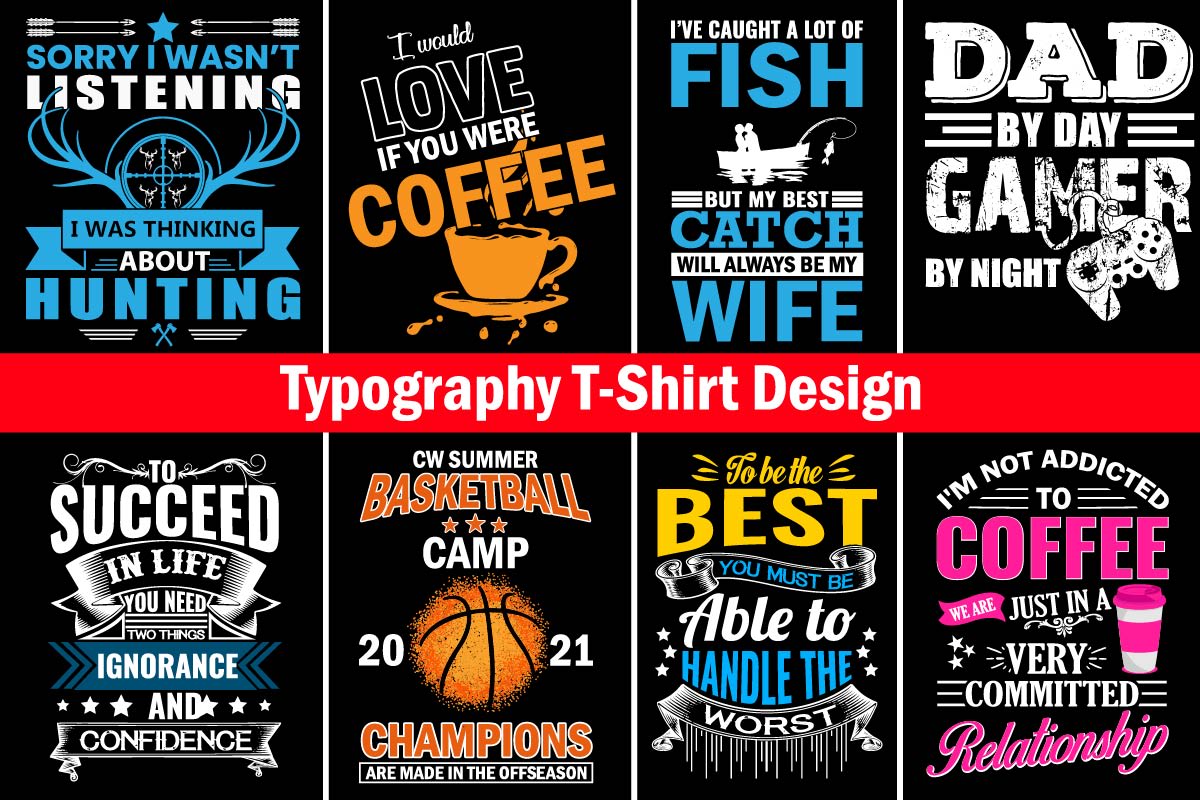 SORRY I WASN'T
LISTENING
I WAS THINKING
ABOUT
HUNTING
I would
LOVE
IF YOU WERE
COFFEE
I'VE CAUGHT A LOT OF
FISH
BUT MY BEST
CATCH
WILL ALWAYS BE MY
WIFE
DAD
BY DAY
GAMER
BY NIGHT
Typography T-Shirt Design
TO
SUCCEED
IN LIFE
YOU NEED
TWO THINGS
IGNORANCE
AND
CONFIDENCE
CW SUMMER
BASKETBALL
CAMP
20 21
CHAMPIONS
ARE MADE IN THE OFFSEASON
To be the
BEST
YOU MUST BE
Able to
HANDLE THE
WORST
I'M NOT ADDICTED
TO
COFFEE
WE ARE JUST IN A
VERY
COMMITTED
Relationship